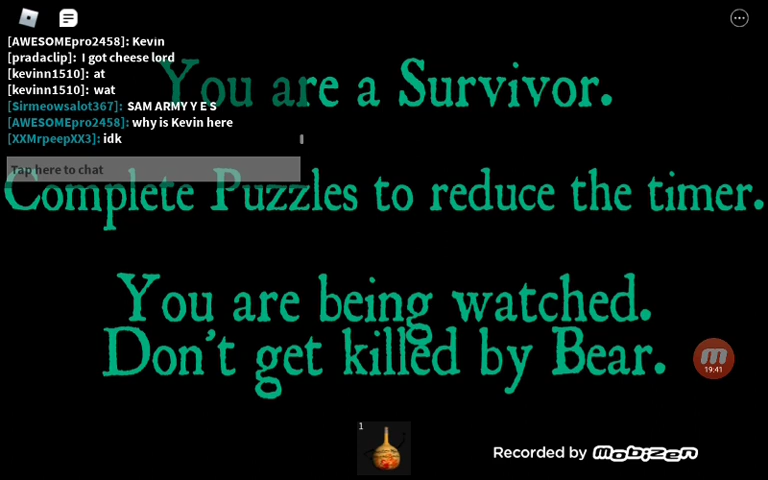 [AWESOMEpro2458]: Kevin
[pradaclip]: I got cheese lord
[kevinn1510]: at
[kevinn1510]: wat
[Sirmeowsalot367]: SAM ARMY Y E S
[AWESOMEpro2458]: why is Kevin here
[XXMrpeepXX3]: idk
Tap here to chat
You are a Survivor.
Complete Puzzles to reduce the timer.
You are being watched.
Don't get killed by Bear.
19:41
1
Recorded by Mobizen